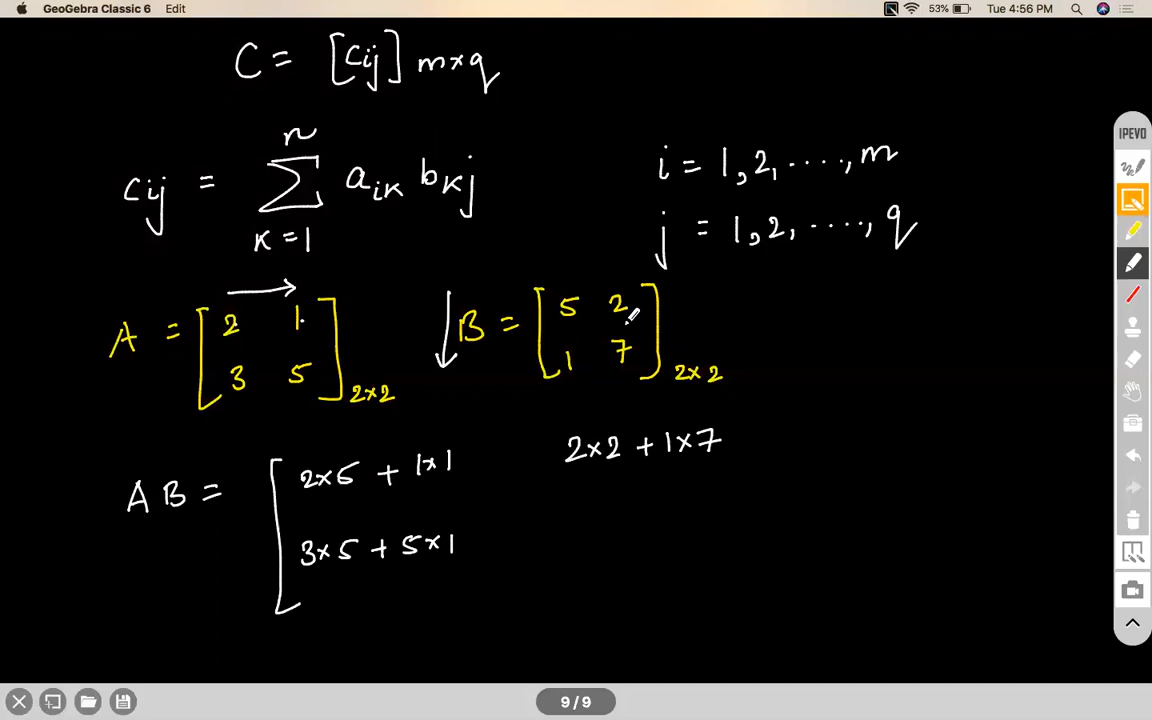 GeoGebra Classic 6 Edit 53% Tue 4:56 PM
C = [Cij] m×q
cij = n ∑ K=1 aiK bKj i = 1,2, ....,m
j = 1,2, ....,q
IPEVO
A = [2 1 B = [5 2
3 5]2×2 1 7]2×2
AB = [2×5 + 1×1 2×2 + 1×7
3×5 + 5×1
9 / 9